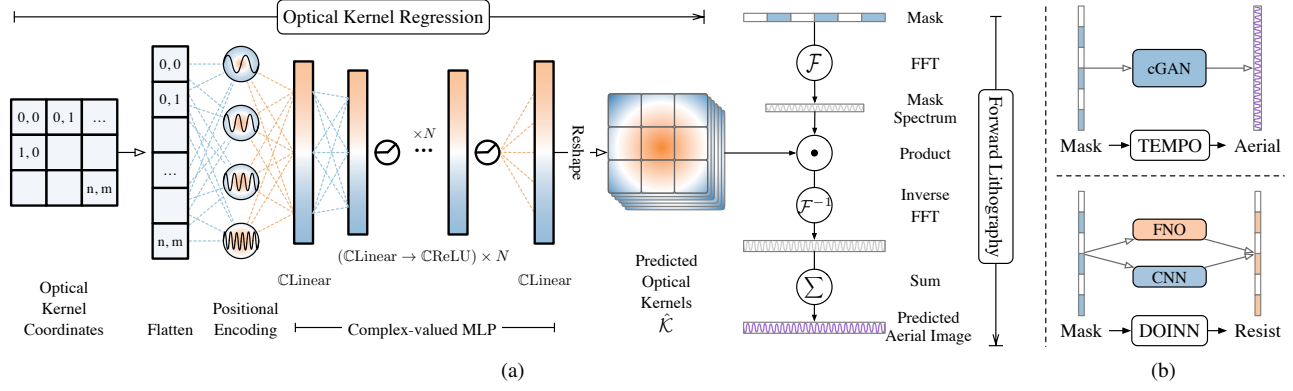 Optical Kernel Regression
0, 0
0, 1
...
1, 0
n, m
Optical
Kernel
Coordinates
0, 0
0, 1
...
n, m
Flatten
Positional
Encoding
ℂLinear
×N
...
(ℂLinear → ℂReLU) × N
ℂLinear
Complex-valued MLP
Reshape
Predicted
Optical
Kernels
𝒦̂
Mask
ℱ
FFT
Mask
Spectrum
Product
ℱ⁻¹
Inverse
FFT
∑
Sum
Predicted
Aerial Image
Forward Lithography
(a)
cGAN
Mask
TEMPO
Aerial
FNO
CNN
Mask
DOINN
Resist
(b)